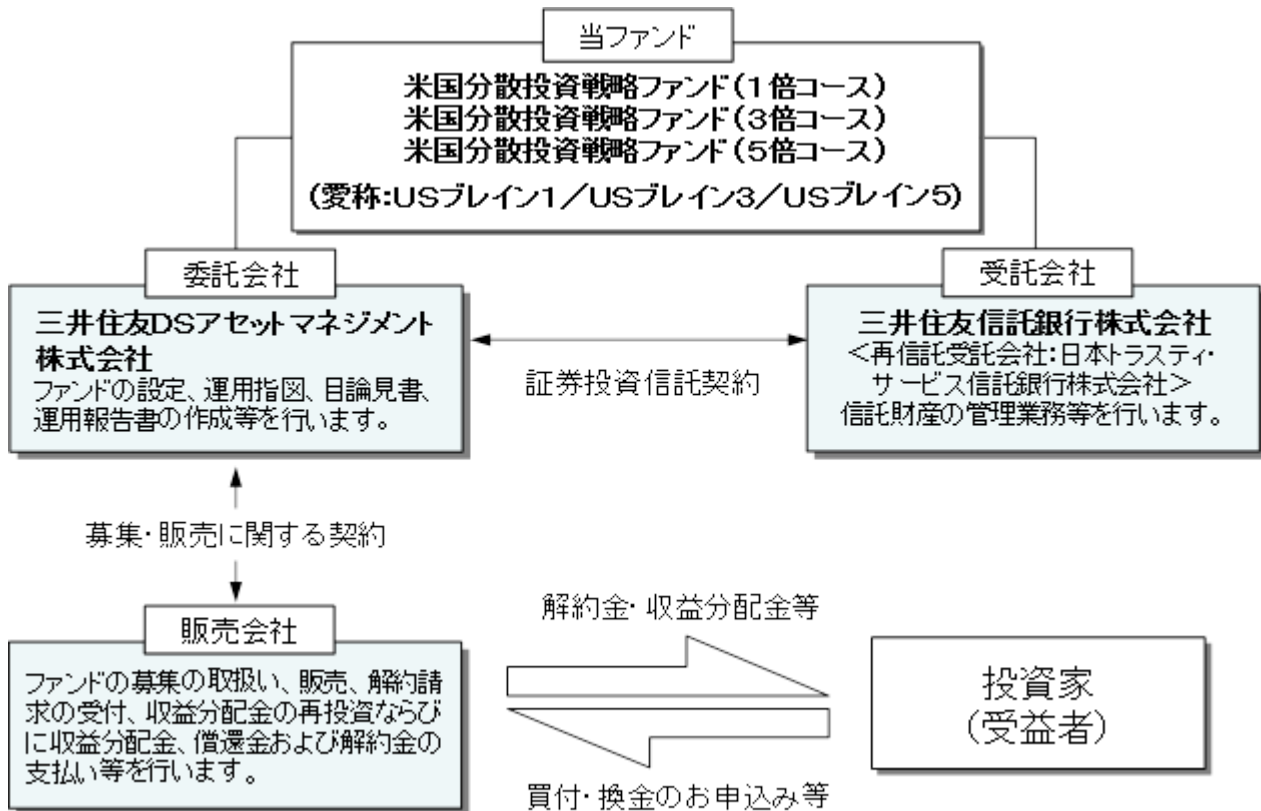 当ファンド
米国分散投資戦略ファンド(1倍コース)
米国分散投資戦略ファンド(3倍コース)
米国分散投資戦略ファンド(5倍コース)
(愛称:USブレイン1/USブレイン3/USブレイン5)
委託会社
三井住友DSアセットマネジメント
株式会社
ファンドの設定、運用指図、目論見書、
運用報告書の作成等を行います。
証券投資信託契約
受託会社
三井住友信託銀行株式会社
<再信託受託会社:日本トラスティ・
サービス信託銀行株式会社>
信託財産の管理業務等を行います。
募集・販売に関する契約
販売会社
ファンドの募集の取扱い、販売、解約請
求の受付、収益分配金の再投資ならび
に収益分配金、償還金および解約金の
支払い等を行います。
解約金・収益分配金等
買付・換金のお申込み等
投資家
(受益者)